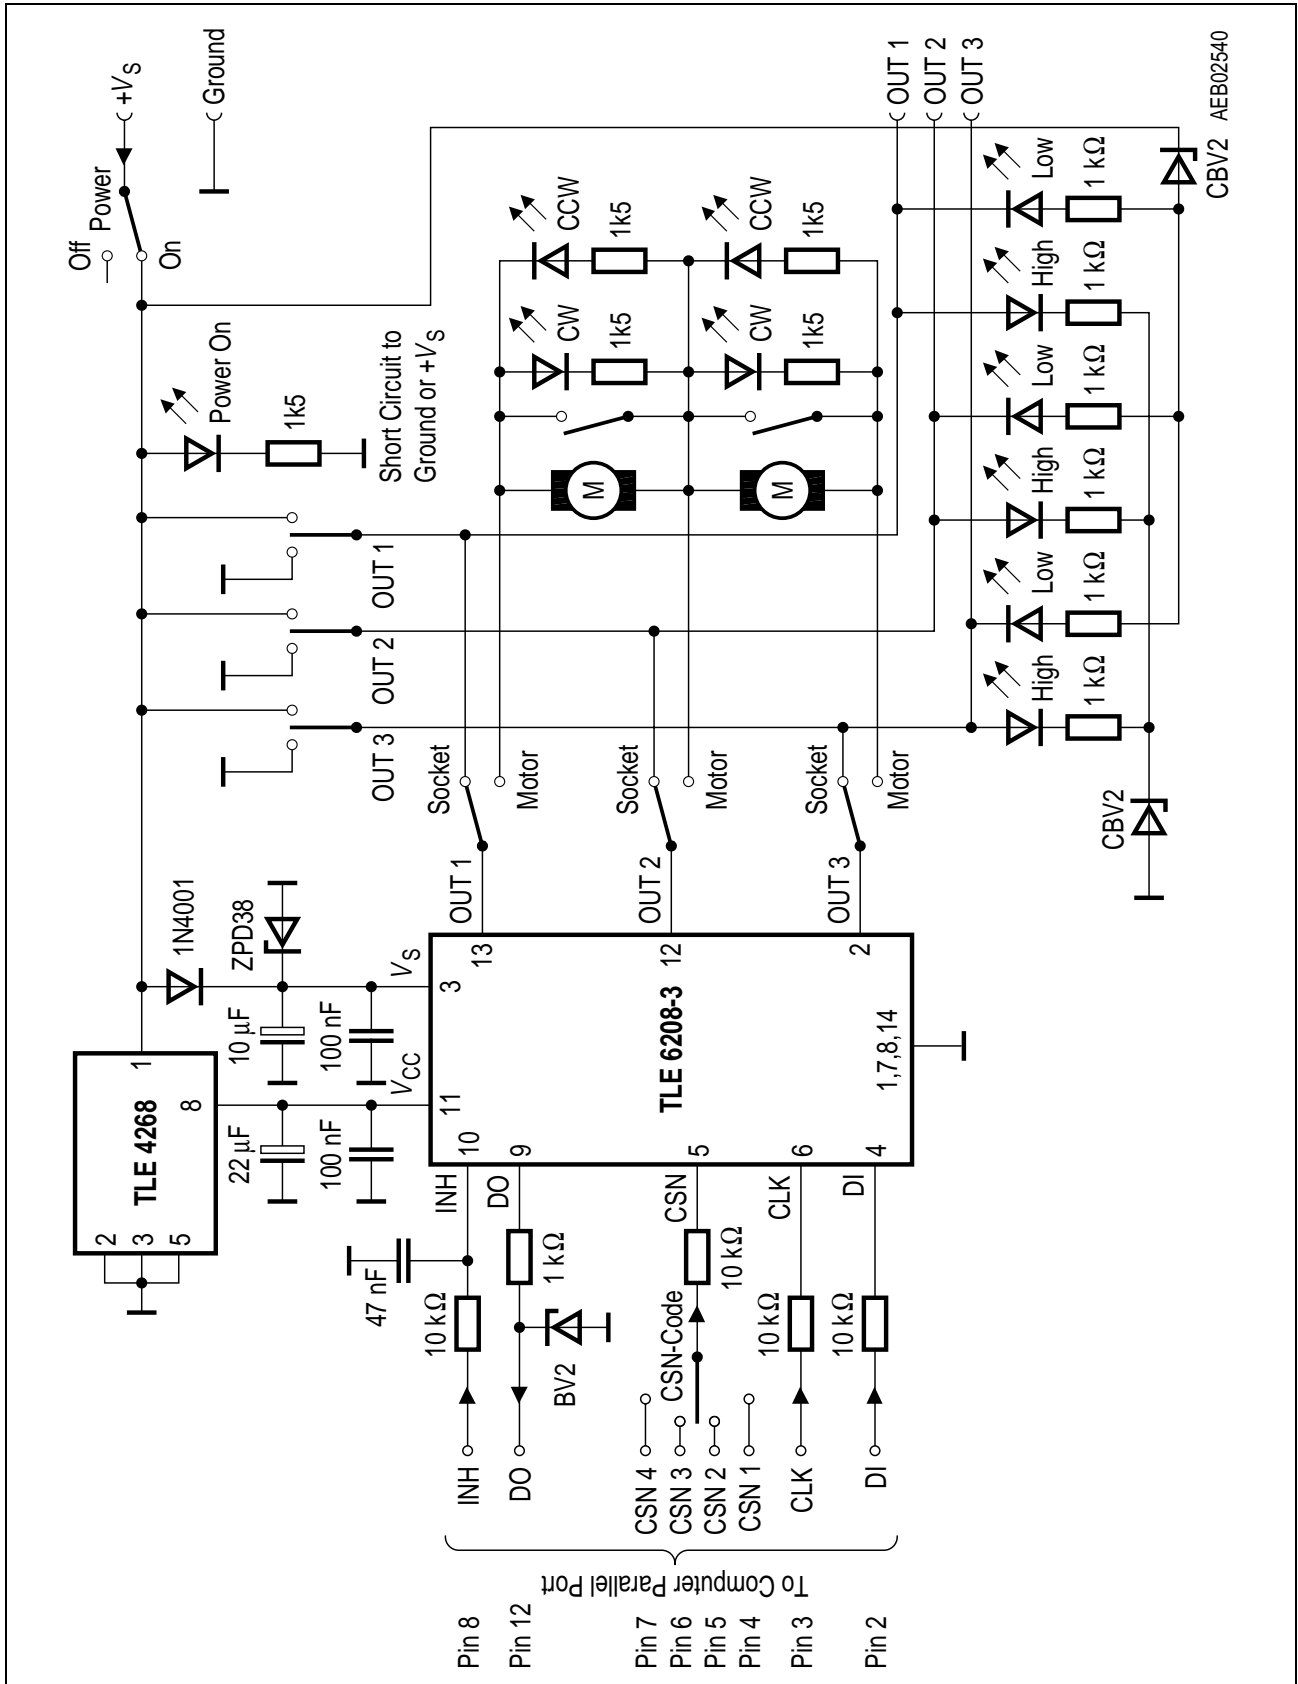 +VS
Ground
Power
Off
On
Power On
1k5
Short Circuit to
Ground or +VS
CCW
1k5
CCW
1k5
CW
1k5
CW
1k5
M
M
OUT 1
OUT 2
OUT 3
OUT 1
OUT 2
OUT 3
AEB02540
Low
1 kΩ
High
1 kΩ
Low
1 kΩ
High
1 kΩ
Low
1 kΩ
High
1 kΩ
CBV2
CBV2
Socket
Motor
Socket
Motor
Socket
Motor
OUT 1
OUT 2
OUT 3
1N4001
ZPD38
10 µF
100 nF
VS
22 µF
100 nF
VCC
TLE 4268
1
8
2
3
5
TLE 6208-3
13
12
2
3
11
10
9
5
6
4
1,7,8,14
INH
DO
CSN
CLK
DI
47 nF
10 kΩ
1 kΩ
BV2
10 kΩ
CSN-Code
10 kΩ
10 kΩ
INH
DO
CSN 4
CSN 3
CSN 2
CSN 1
CLK
DI
To Computer Parallel Port
Pin 8
Pin 12
Pin 7
Pin 6
Pin 5
Pin 4
Pin 3
Pin 2